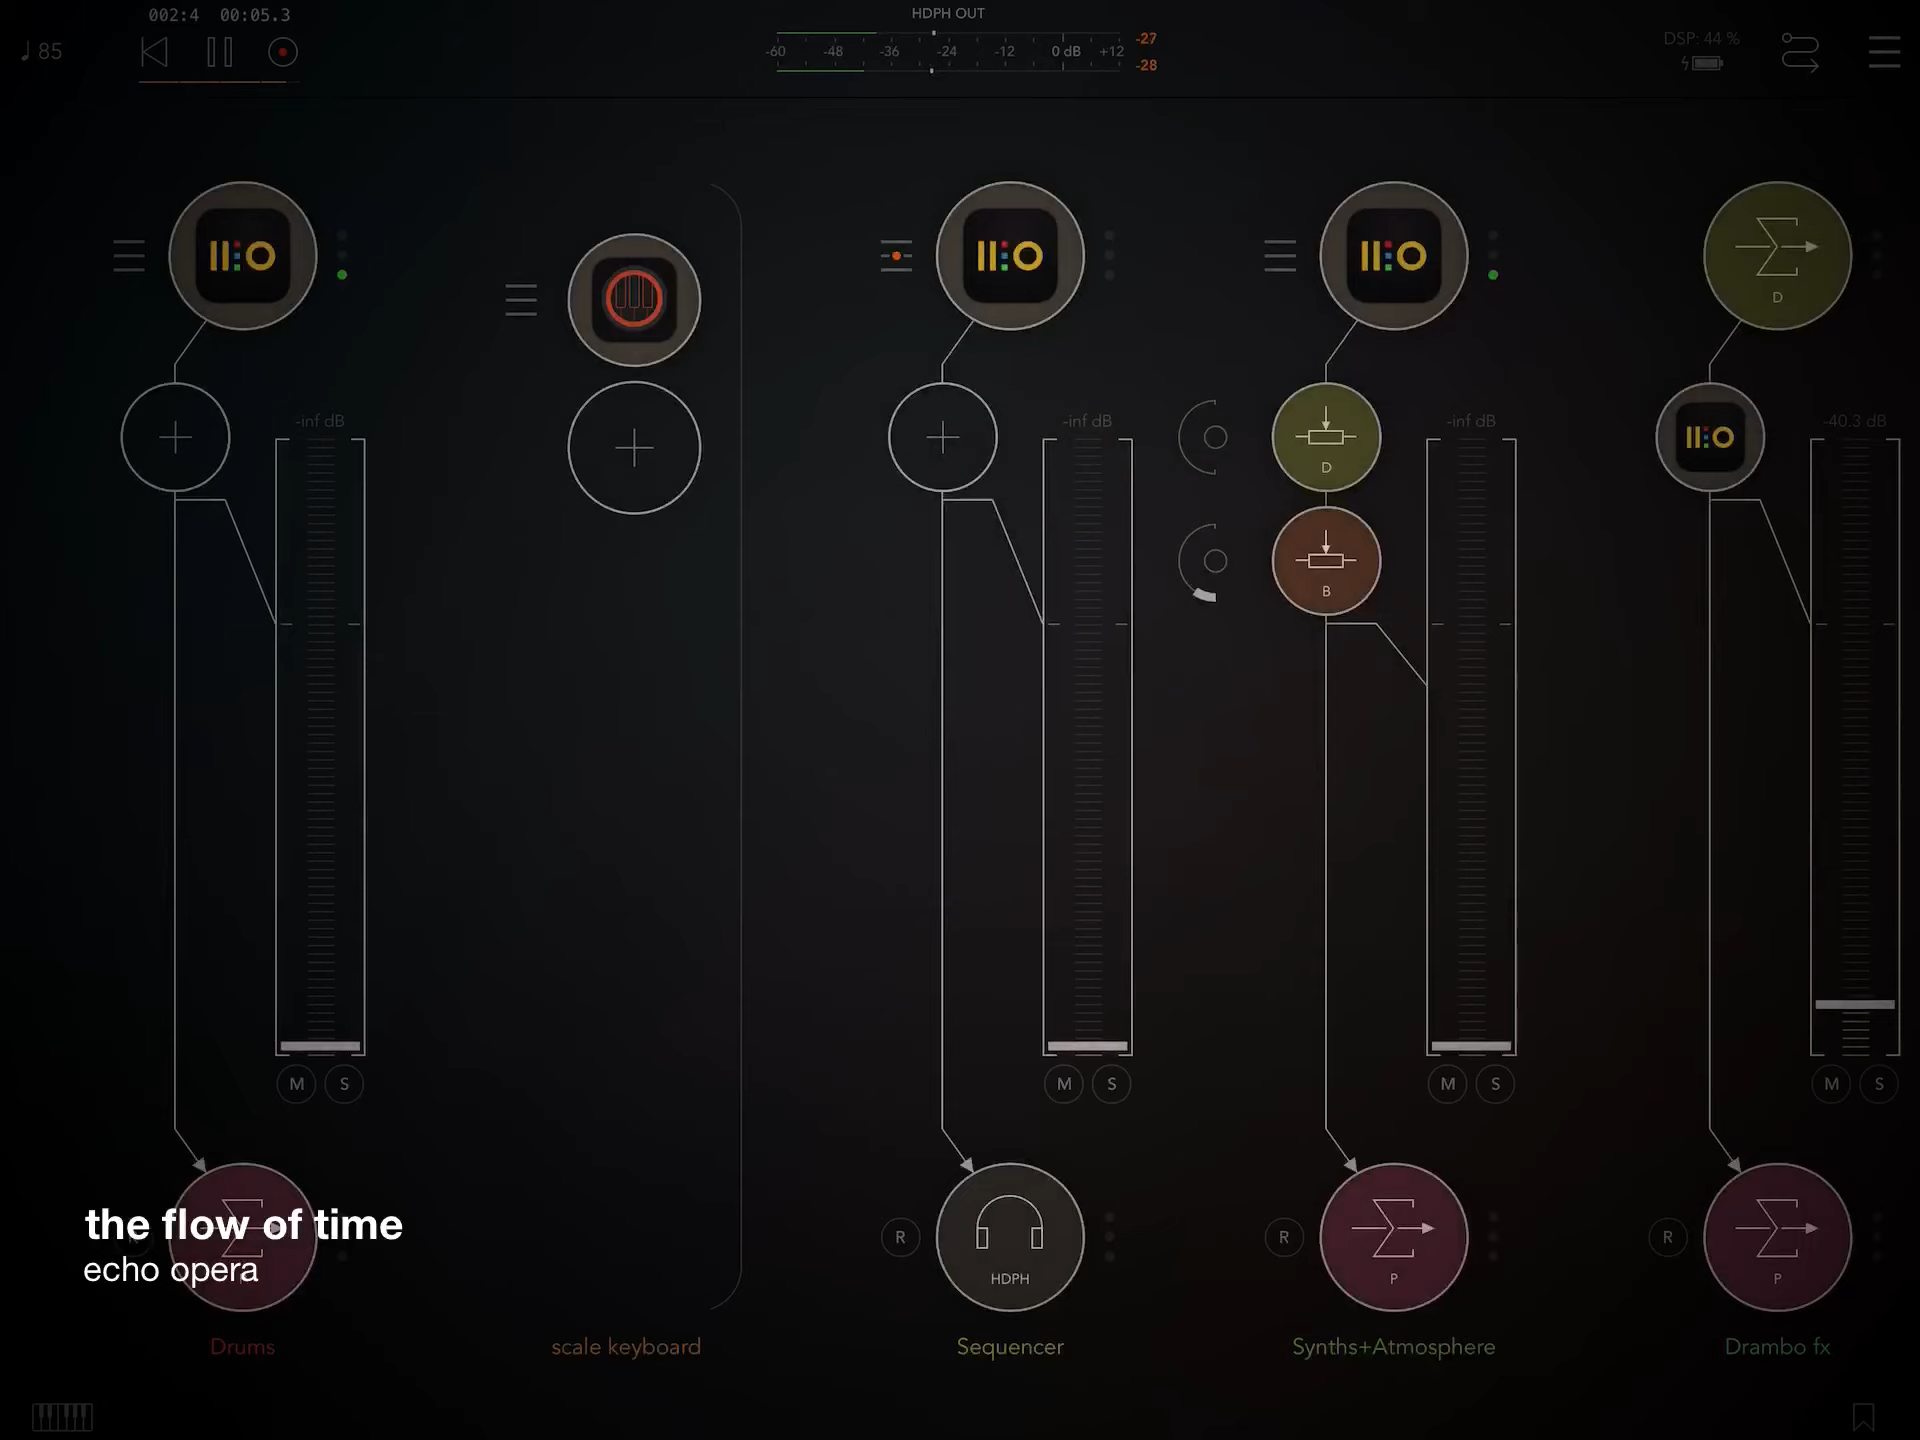 002:4 00:05.3
HDPH OUT
85
-60 -48 -36 -24 -12 0 dB +12
-27
-28
DSP: 44 %
D
-inf dB
-inf dB
-inf dB
-40.3 dB
D
B
M S
M S
M S
M S
R
R
R
R
the flow of time
echo opera
HDPH
P
P
Drums
scale keyboard
Sequencer
Synths+Atmosphere
Drambo fx